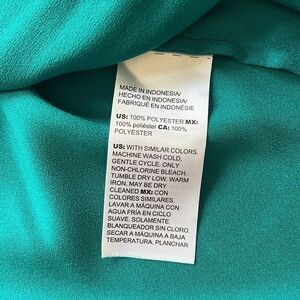 MADE IN INDONESIA/
HECHO EN INDONESIA/
FABRIQUÉ EN INDONÉSIE
US: 100% POLYESTER MX:
100% poliéster CA: 100%
POLYESTER
US: WITH SIMILAR COLORS,
MACHINE WASH COLD,
GENTLE CYCLE. ONLY
NON-CHLORINE BLEACH.
TUMBLE DRY LOW. WARM
IRON. MAY BE DRY
CLEANED MX: CON
COLORES SIMILARES.
LAVAR A MÁQUINA CON
AGUA FRÍA EN CICLO
SUAVE. SOLAMENTE
BLANQUEADOR SIN CLORO.
SECAR A MÁQUINA A BAJA
TEMPERATURA. PLANCHAR